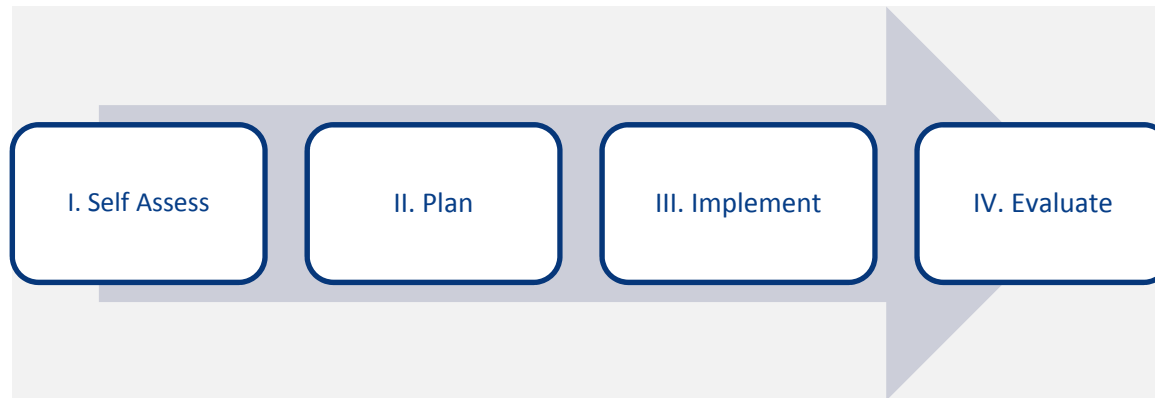 I. Self Assess
II. Plan
III. Implement
IV. Evaluate